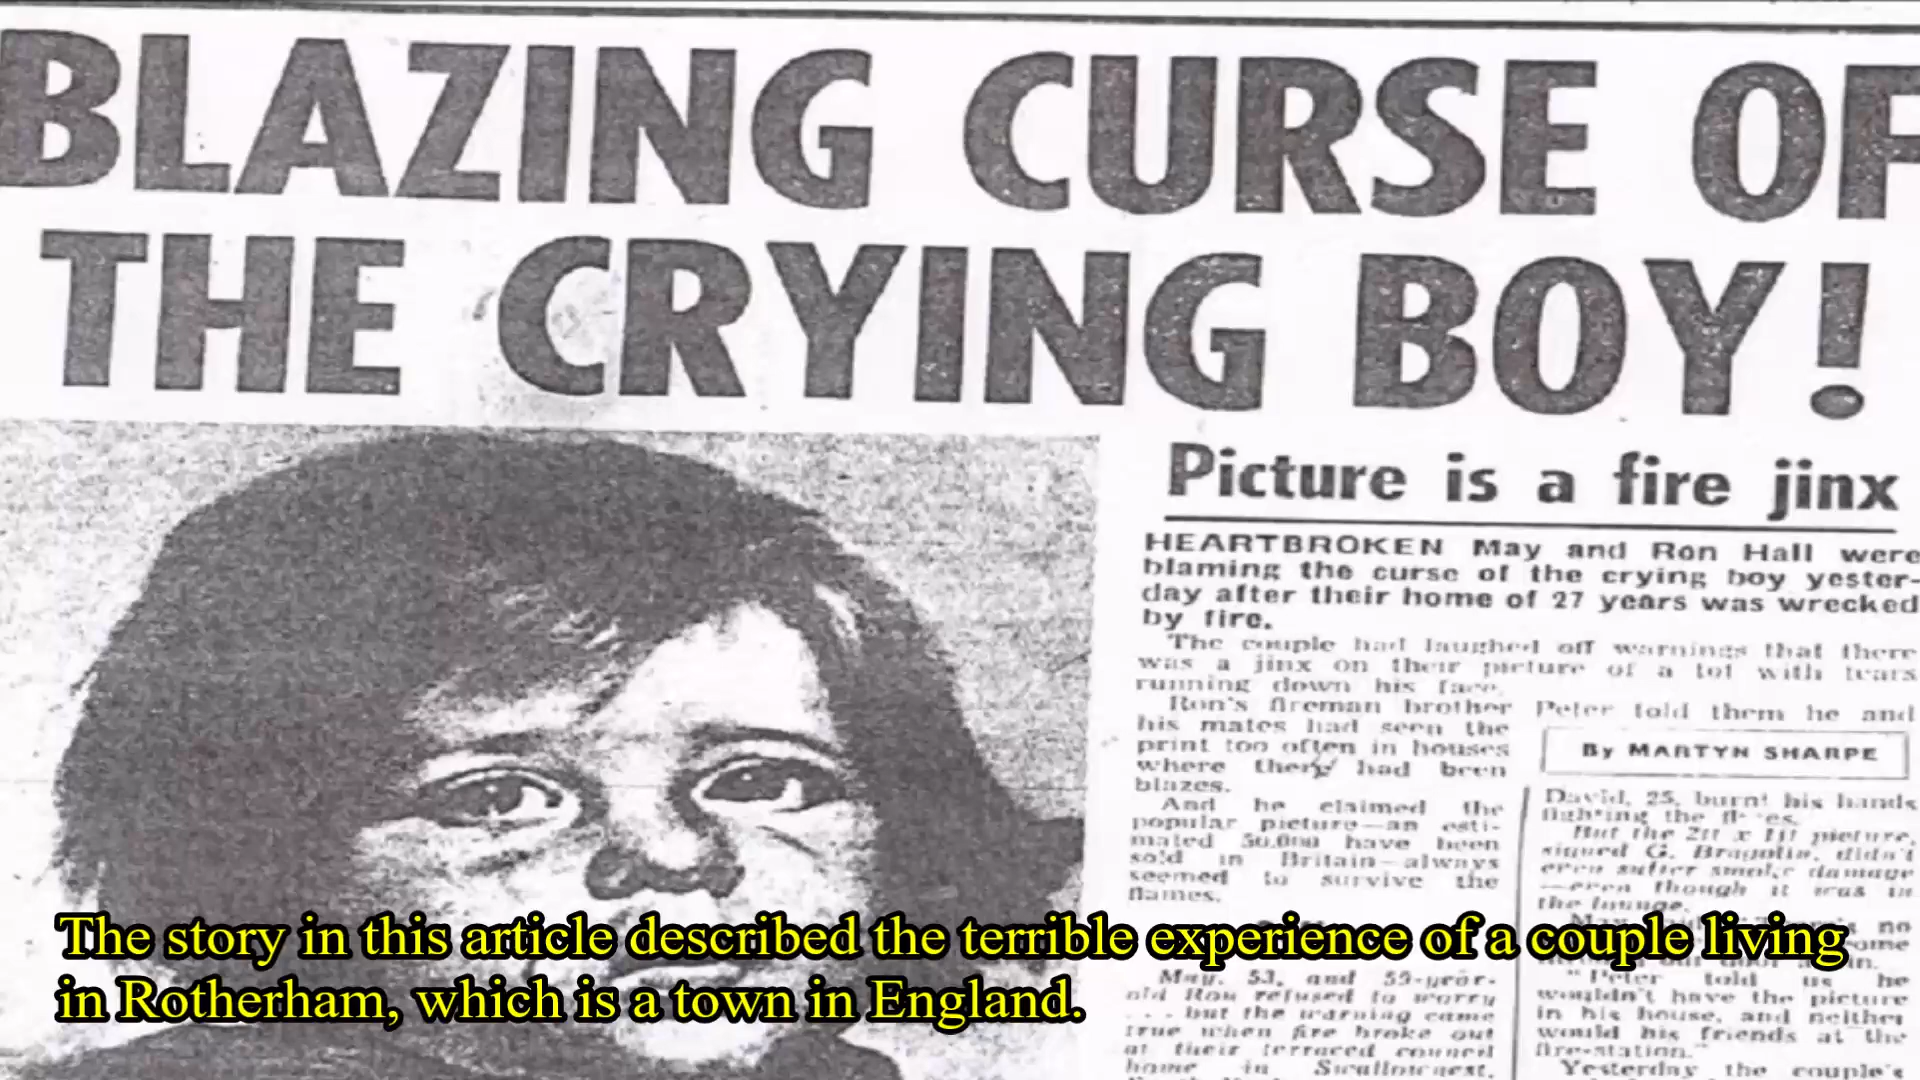 BLAZING CURSE OF
THE CRYING BOY!
Picture is a fire jinx
HEARTBROKEN May and Ron Hall were
blaming the curse of the crying boy yester-
day after their home of 27 years was wrecked
by fire.
The couple had laughed off warnings that there
was a jinx on their picture of a tot with tears
running down his face.
Ron's fireman brother
his mates had seen the
print too often in houses
where there had been
blazes.
And he claimed the
popular picture—an esti-
mated 50,000 have been
sold in Britain—always
seemed to survive the
flames.
May, 53, and 59-year-
old Ron refused to worry
... but the warning came
true when fire broke out
at their terraced council
home in Swallownest,
Peter told them he and
By MARTYN SHARPE
David, 25, burnt his hands
fighting the
But the 2ft x 1ft picture,
signed G. Bragolin, didn't
even suffer smoke damage
—even though it was in
the lounge.
no
"Peter told us he
wouldn't have the picture
in his house, and neither
would his friends at the
fire-station."
Yesterday the couple's
The story in this article described the terrible experience of a couple living
in Rotherham, which is a town in England.